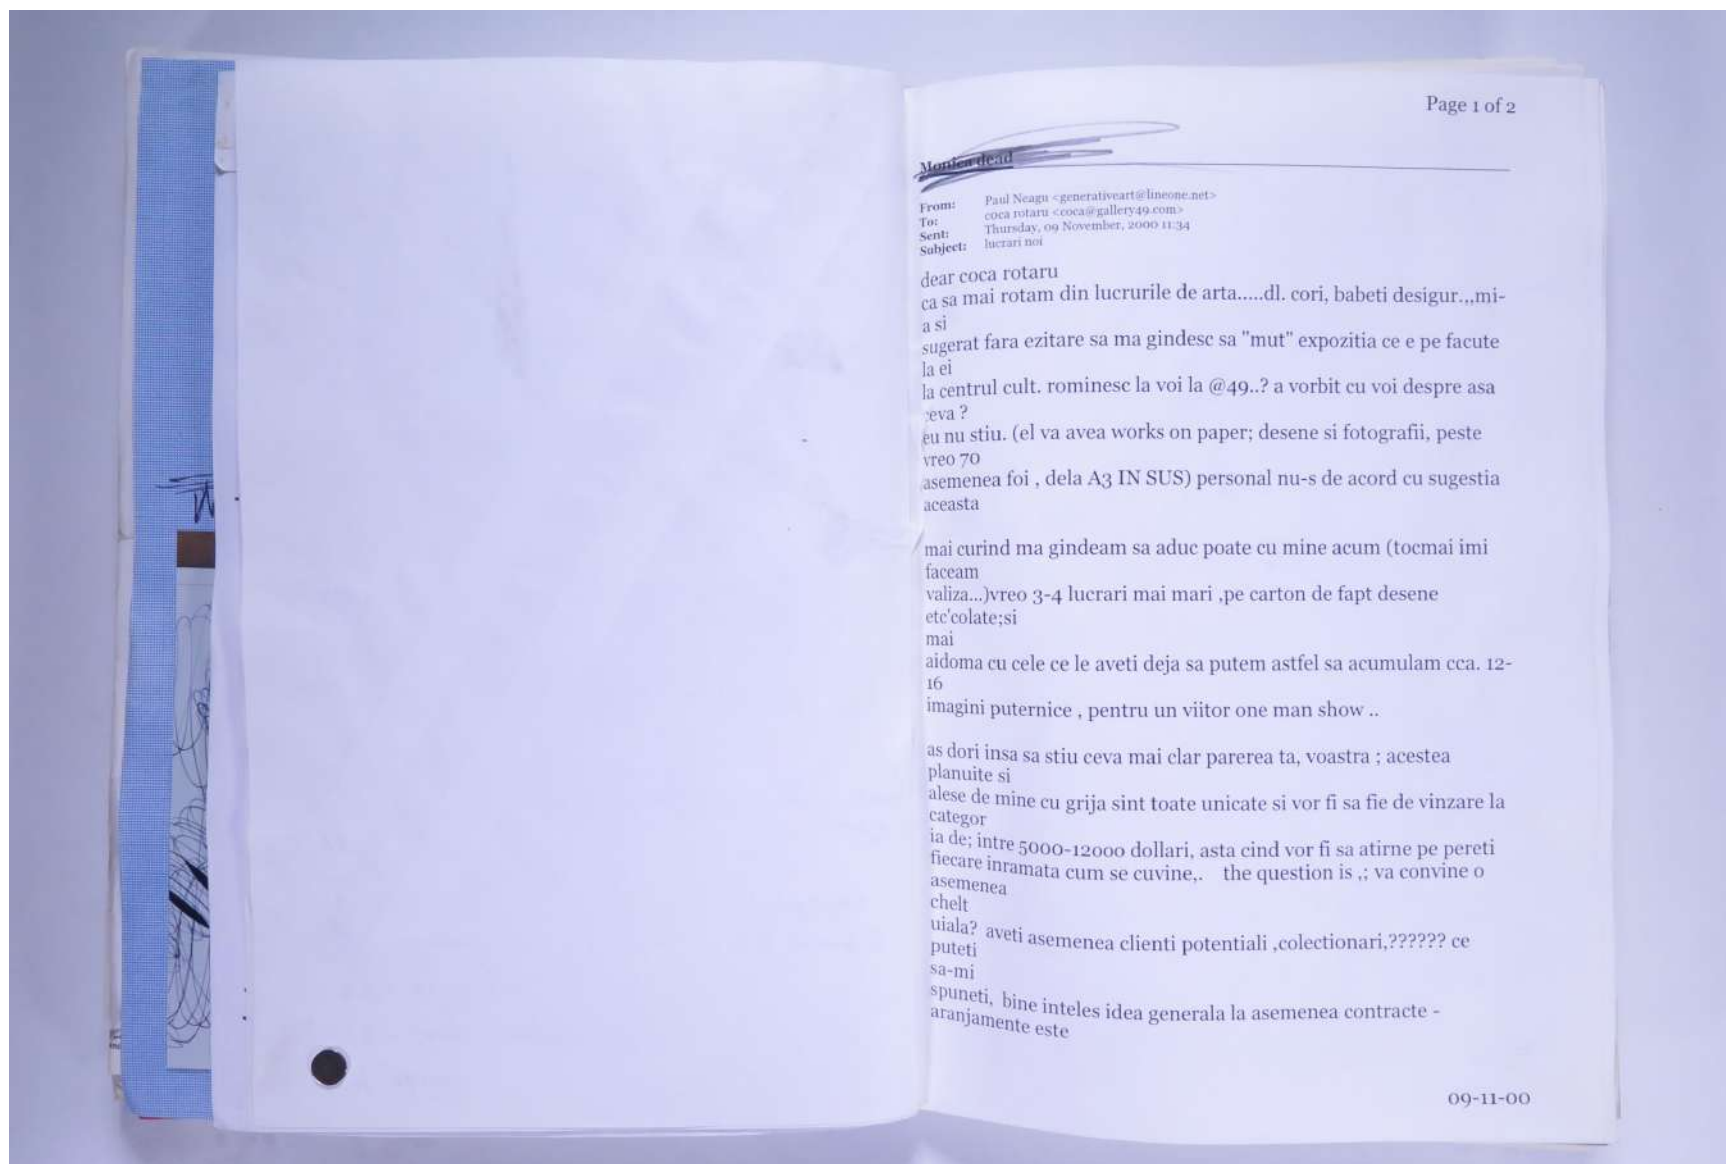 Page 1 of 2
Monica dead
From: Paul Neagu <generativeart@lineone.net>
To: coca rotaru <coca@gallery49.com>
Sent: Thursday, 09 November, 2000 11:34
Subject: lucrari noi
dear coca rotaru
ca sa mai rotam din lucrurile de arta.....dl. cori, babeti desigur.,,mi-
a si
sugerat fara ezitare sa ma gindesc sa "mut" expozitia ce e pe facute
la ei
la centrul cult. rominesc la voi la @49..? a vorbit cu voi despre asa
ceva ?
eu nu stiu. (el va avea works on paper; desene si fotografii, peste
vreo 70
asemenea foi , dela A3 IN SUS) personal nu-s de acord cu sugestia
aceasta
mai curind ma gindeam sa aduc poate cu mine acum (tocmai imi
faceam
valiza...)vreo 3-4 lucrari mai mari ,pe carton de fapt desene
etc'colate;si
mai
aidoma cu cele ce le aveti deja sa putem astfel sa acumulam cca. 12-
16
imagini puternice , pentru un viitor one man show ..
as dori insa sa stiu ceva mai clar parerea ta, voastra ; acestea
planuite si
alese de mine cu grija sint toate unicate si vor fi sa fie de vinzare la
categor
ia de; intre 5000-12000 dollari, asta cind vor fi sa atirne pe pereti
fiecare inramata cum se cuvine,. the question is ,; va convine o
asemenea
chelt
uiala? aveti asemenea clienti potentiali ,colectionari,?????? ce
puteti
sa-mi
spuneti, bine inteles idea generala la asemenea contracte -
aranjamente este
09-11-00